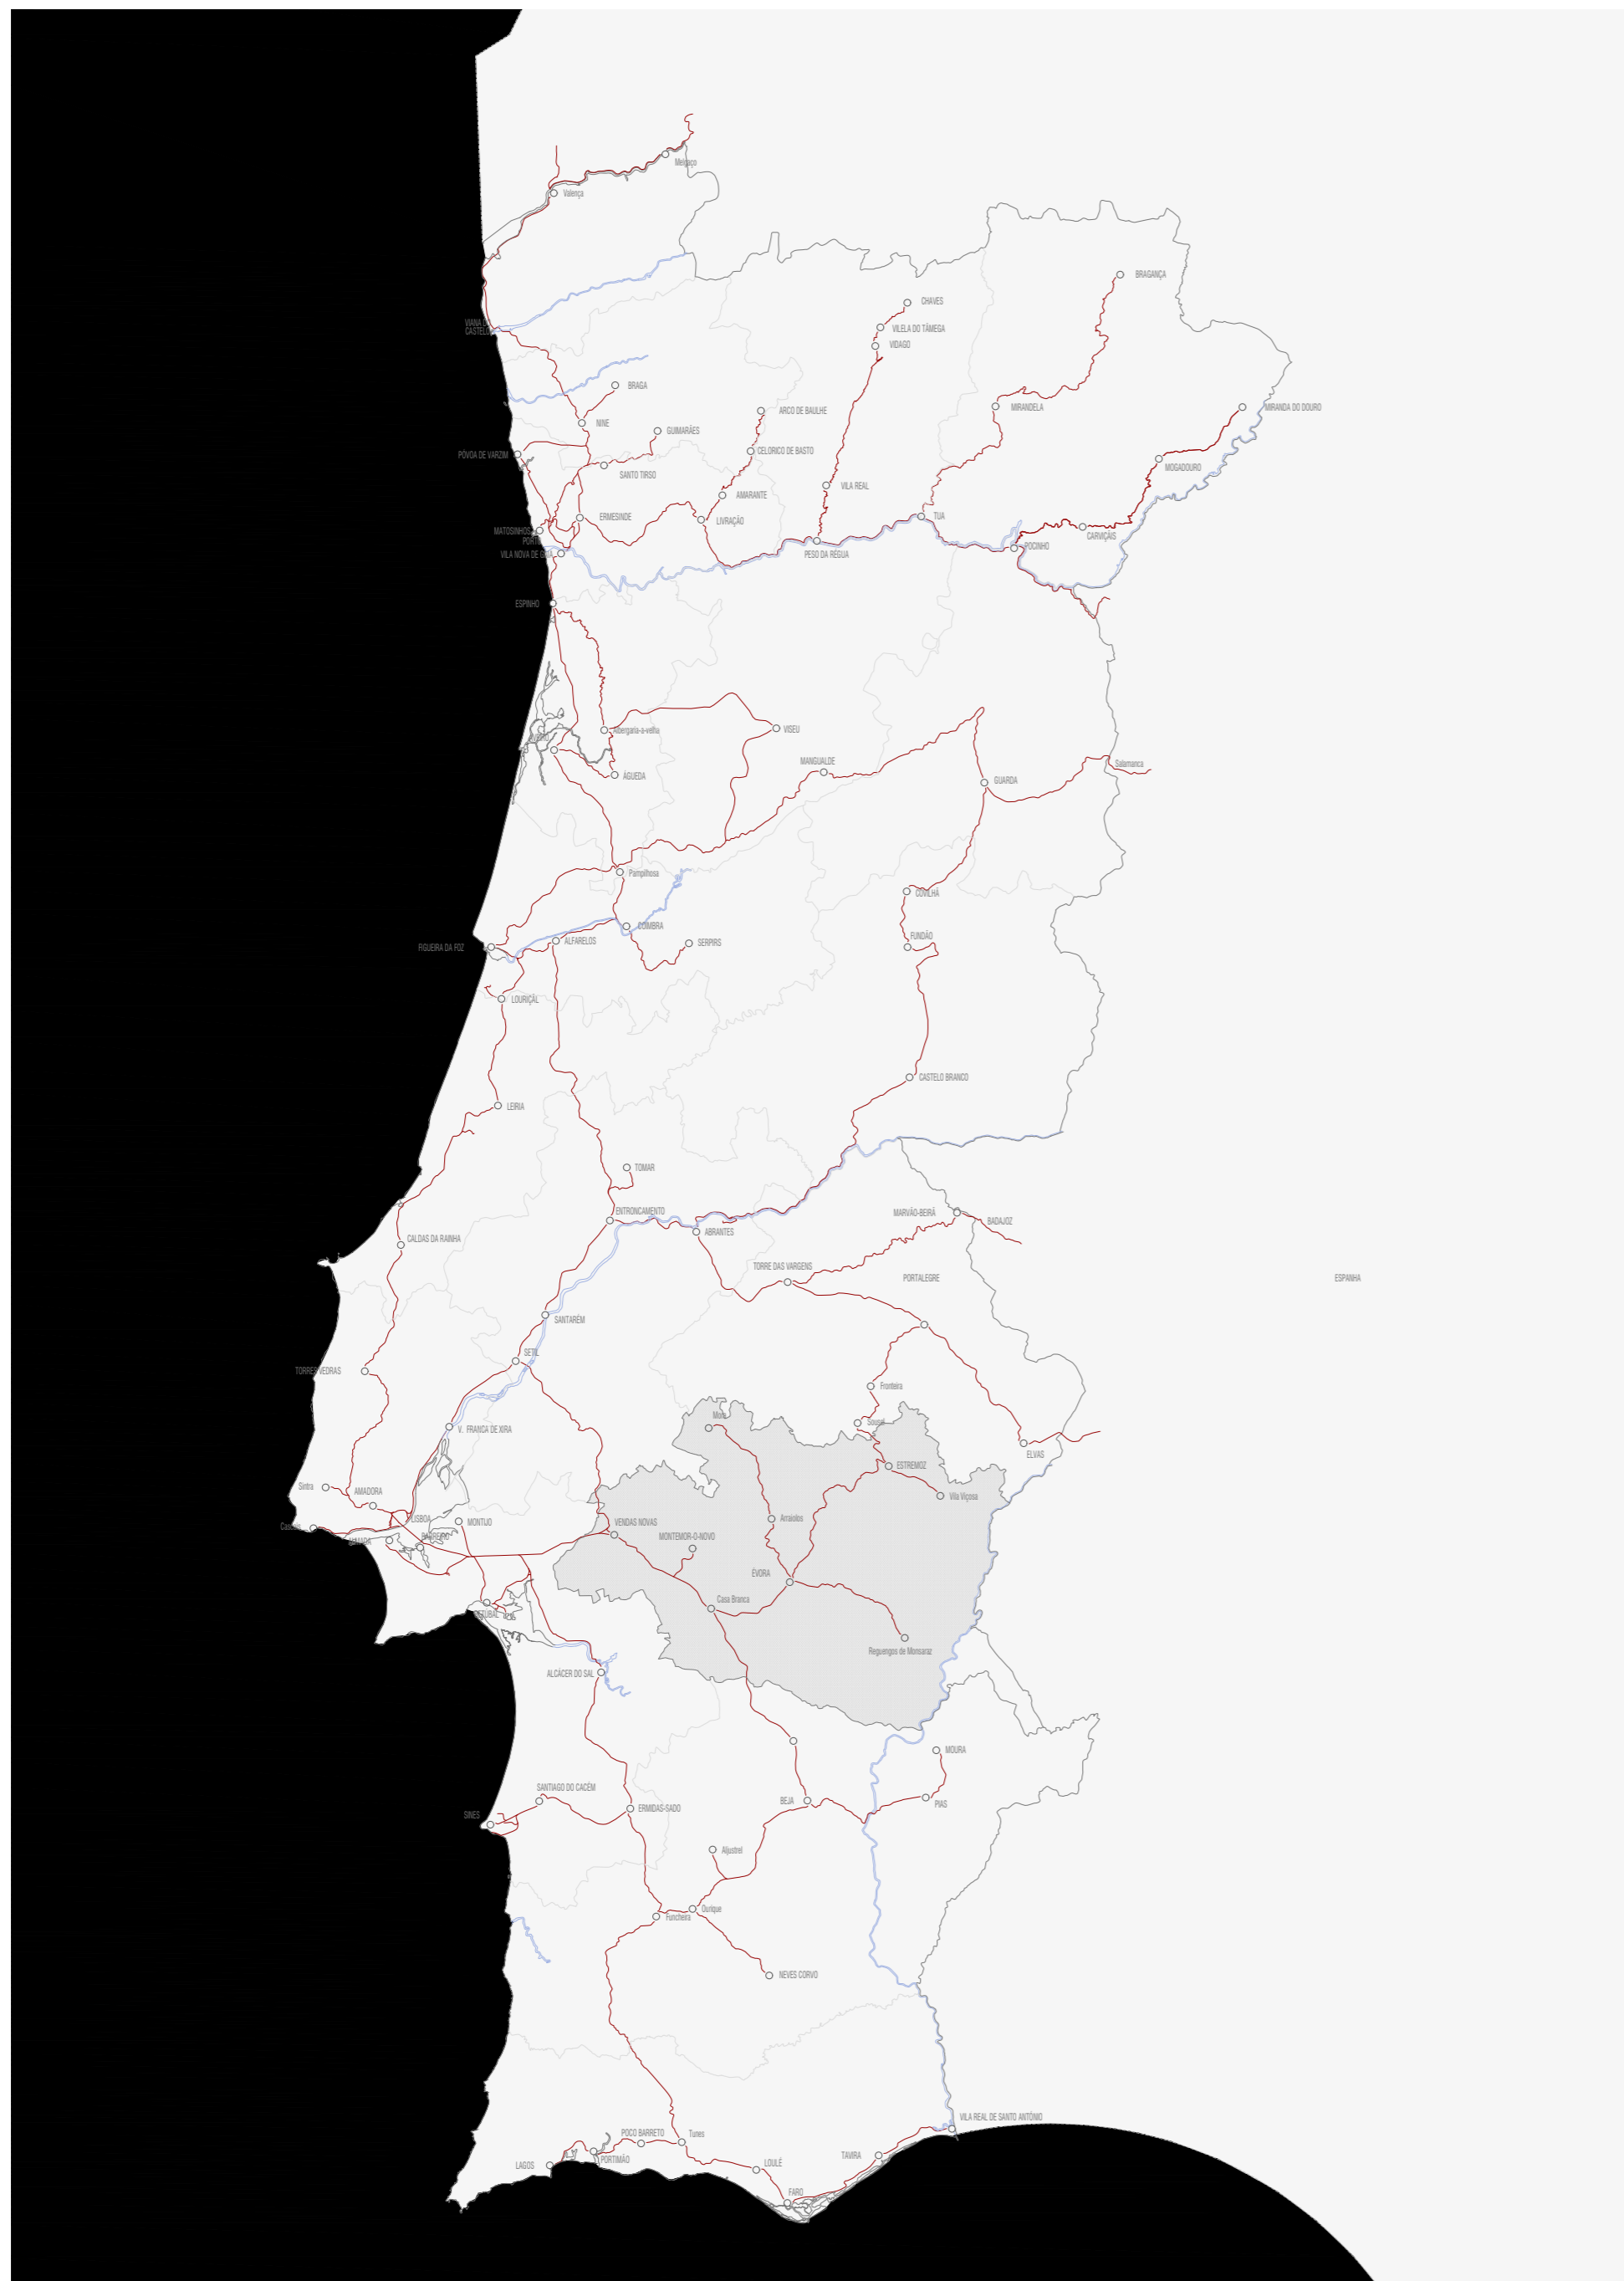 Melgaço
Valença
BRAGANÇA
CHAVES
VIANA D
CASTELO
VILELA DO TÂMEGA
VIDAGO
BRAGA
MIRANDELA
MIRANDA DO DOURO
ARCO DE BAULHE
NINE
GUIMARÃES
CELORICO DE BASTO
PÓVOA DE VARZIM
MOGADOURO
SANTO TIRSO
VILA REAL
AMARANTE
ERMESINDE
TUA
LIVRAÇÃO
MATOSINHOS
CARVIÇAIS
PORTO
POCINHO
VILA NOVA DE GAIA
PESO DA RÉGUA
ESPINHO
Albergaria-a-velha
VISEU
MANGUALDE
Salamanca
ÁGUEDA
GUARDA
Pampilhosa
COVILHÃ
COIMBRA
FUNDÃO
ALFARELOS
SERPIRS
FIGUEIRA DA FOZ
LOURIÇAL
CASTELO BRANCO
LEIRIA
TOMAR
ENTRONCAMENTO
MARVÃO-BEIRÃ
BADAJOZ
ABRANTES
CALDAS DA RAINHA
TORRE DAS VARGENS
PORTALEGRE
ESPANHA
SANTARÉM
SETIL
TORRES VEDRAS
Fronteira
Mora
Sousel
V. FRANCA DE XIRA
ELVAS
ESTREMOZ
Sintra
AMADORA
Vila Viçosa
LISBOA
Arraiolos
MONTIJO
VENDAS NOVAS
Cascais
BARREIRO
MONTEMOR-O-NOVO
ALMADA
ÉVORA
Casa Branca
SETÚBAL
Reguengos de Monsaraz
ALCÁCER DO SAL
MOURA
SANTIAGO DO CACÉM
BEJA
PIAS
ERMIDAS-SADO
SINES
Aljustrel
Ourique
Funcheira
NEVES CORVO
VILA REAL DE SANTO ANTÓNIO
POCO BARRETO
Tunes
TAVIRA
PORTIMÃO
LOULÉ
LAGOS
FARO